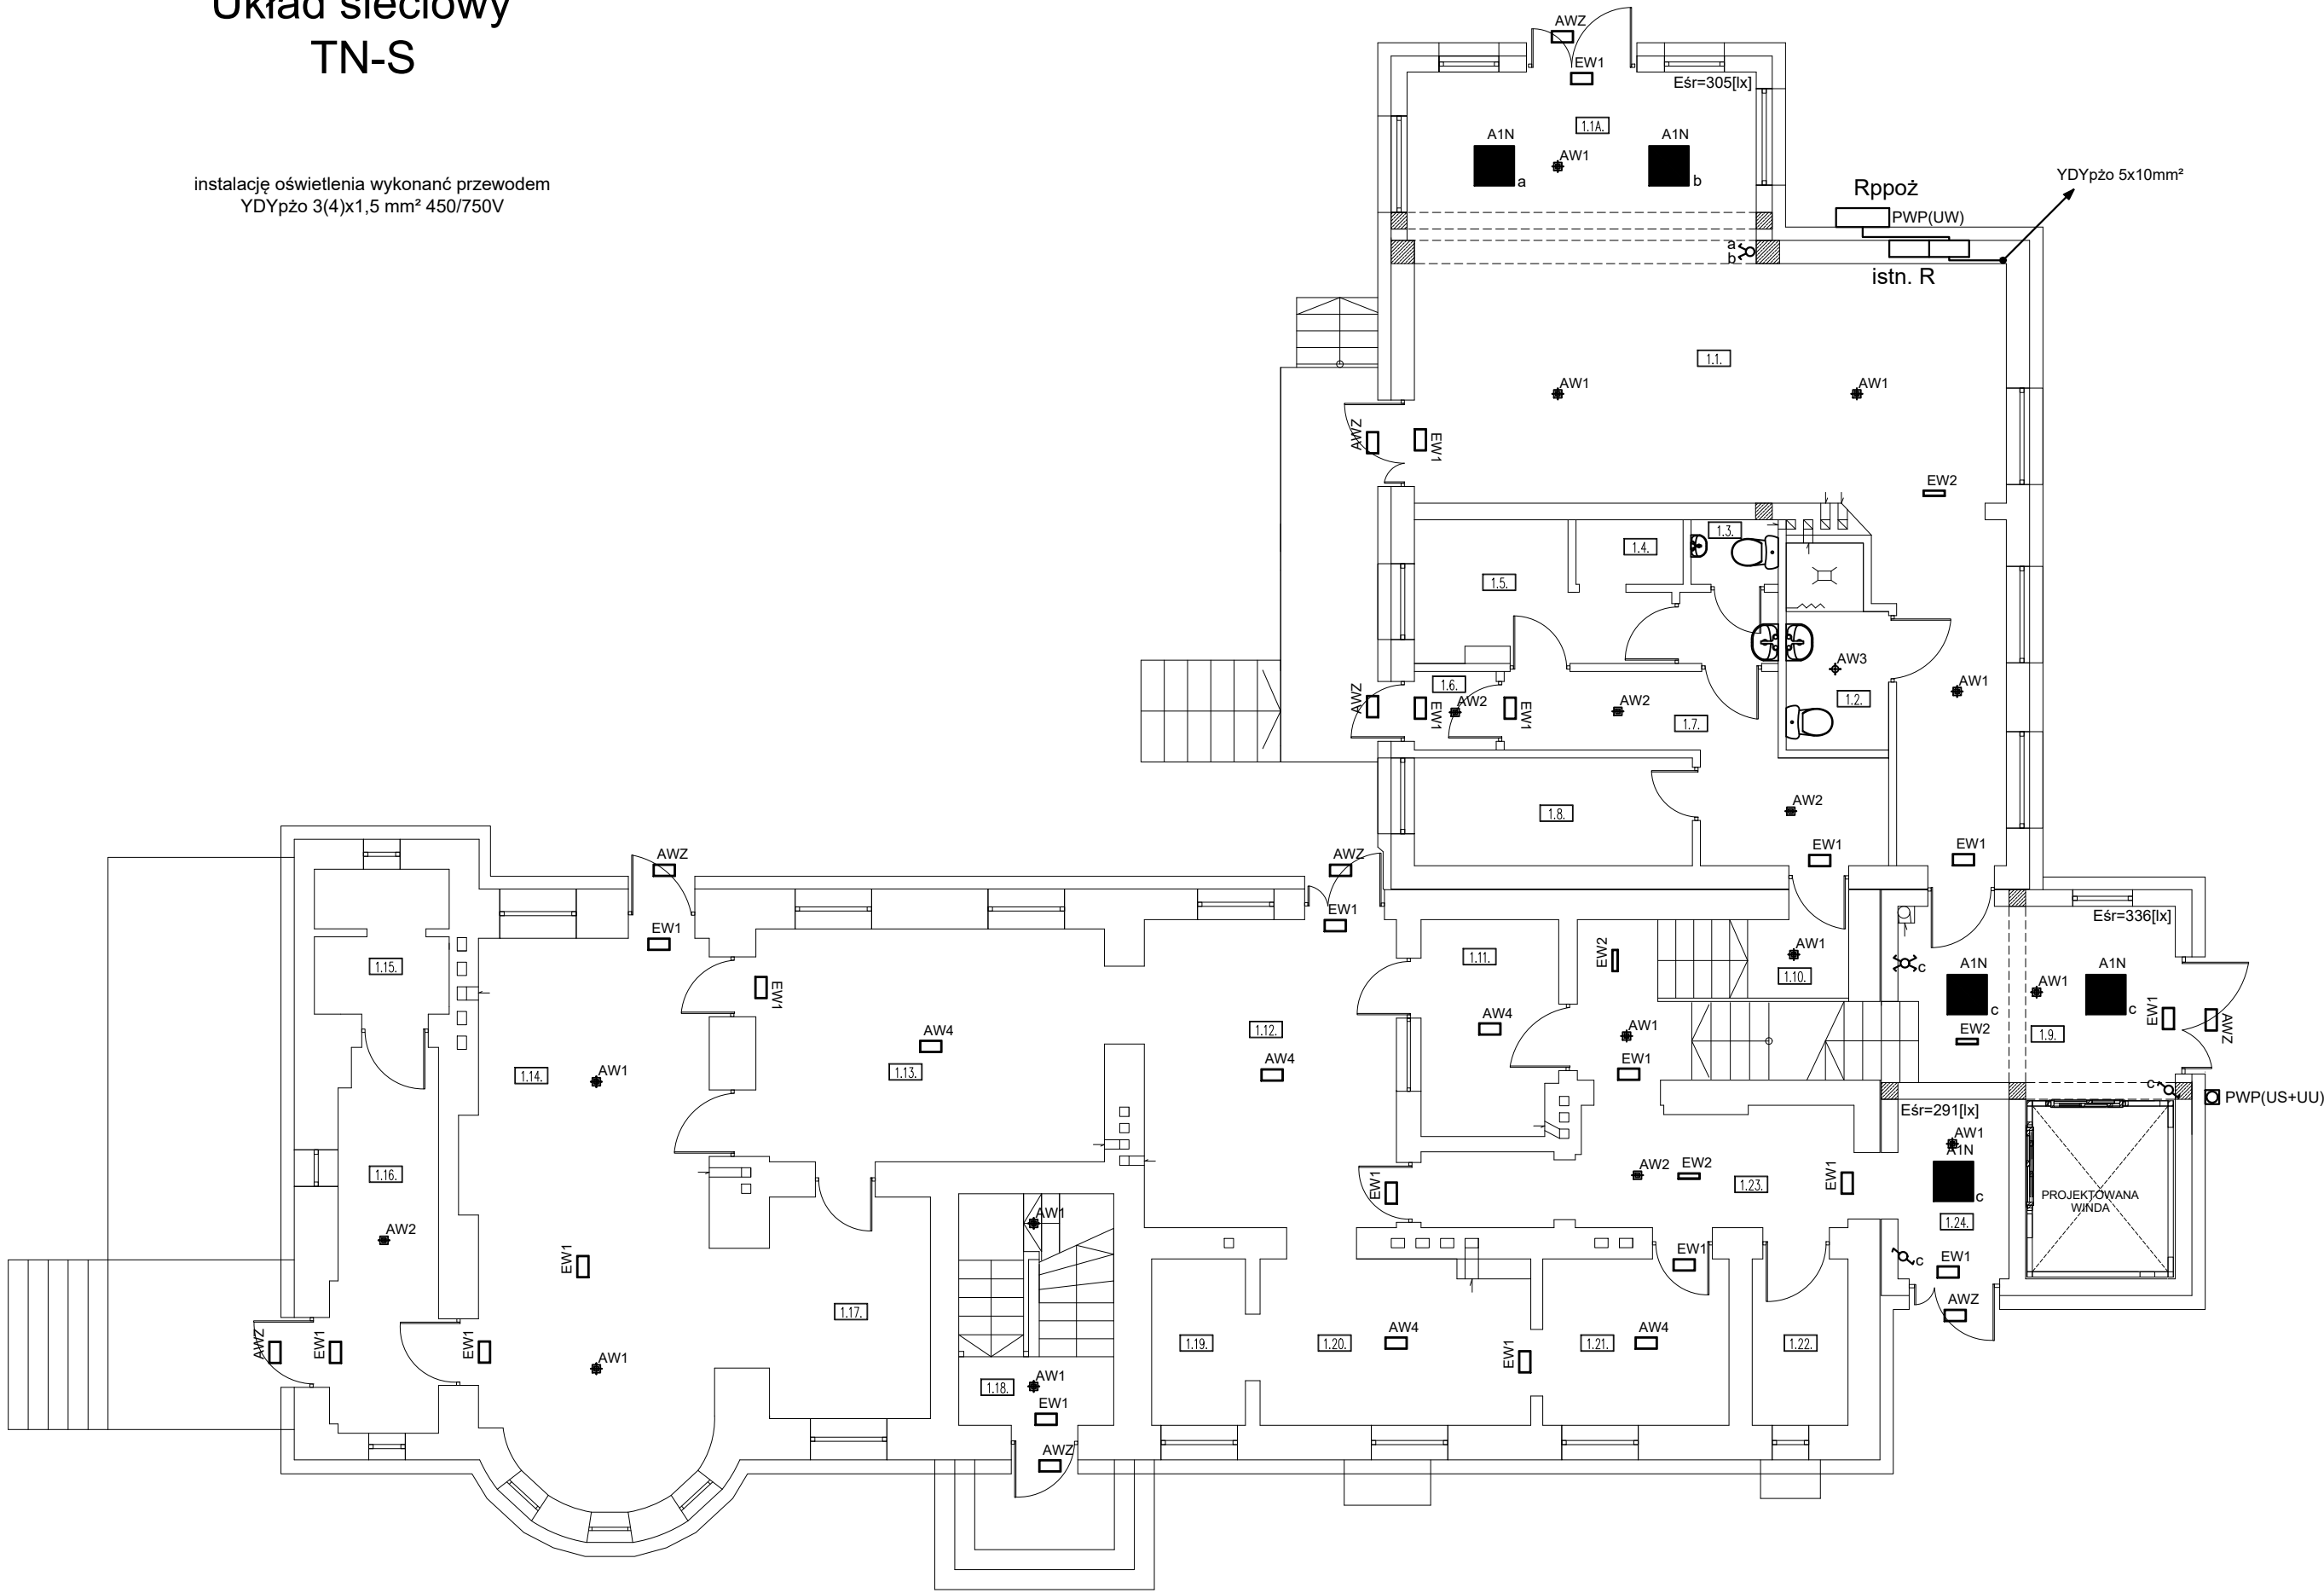 Układ sieciowy
TN-S
instalację oświetlenia wykonanć przewodem
YDYpżo 3(4)x1,5 mm² 450/750V
AWZ
EW1
Eśr=305[lx]
1.1A.
A1N
A1N
AW1
a
b
Rppoż
PWP(UW)
YDYpżo 5x10mm²
a
b
istn. R
1.1.
AW1
AW1
AWZ
EW1
EW2
1.3.
1.4.
1.5.
AW3
AW1
1.2.
1.6.
AWZ
EW1
AW2
EW1
AW2
1.7.
1.8.
AW2
EW1
EW1
AWZ
AWZ
EW1
EW1
Eśr=336[lx]
1.15.
EW1
1.11.
EW2
AW1
1.10.
c
A1N
c
AW1
A1N
c
EW1
AWZ
EW2
1.9.
AW4
1.12.
AW4
AW4
AW1
EW1
1.14.
AW1
1.13.
c
PWP(US+UU)
Eśr=291[lx]
AW1
A1N
c
1.16.
AW2
EW1
AW2
EW2
1.23.
EW1
PROJEKTOWANA
WINDA
1.24.
AW1
EW1
EW1
c
EW1
AWZ
1.17.
AWZ
EW1
EW1
AW1
1.18.
AW1
EW1
AWZ
1.19.
1.20.
AW4
EW1
1.21.
AW4
1.22.